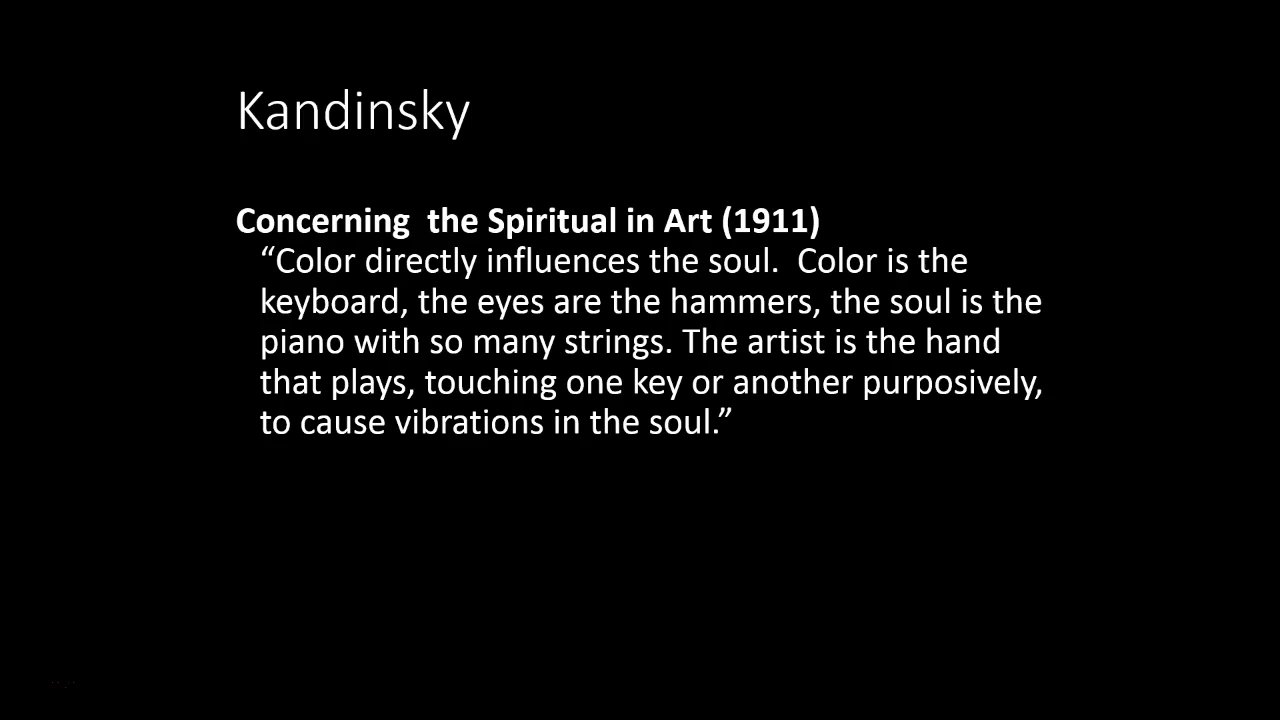 Kandinsky
Concerning  the Spiritual in Art (1911)
“Color directly influences the soul.  Color is the
keyboard, the eyes are the hammers, the soul is the
piano with so many strings. The artist is the hand
that plays, touching one key or another purposively,
to cause vibrations in the soul.”